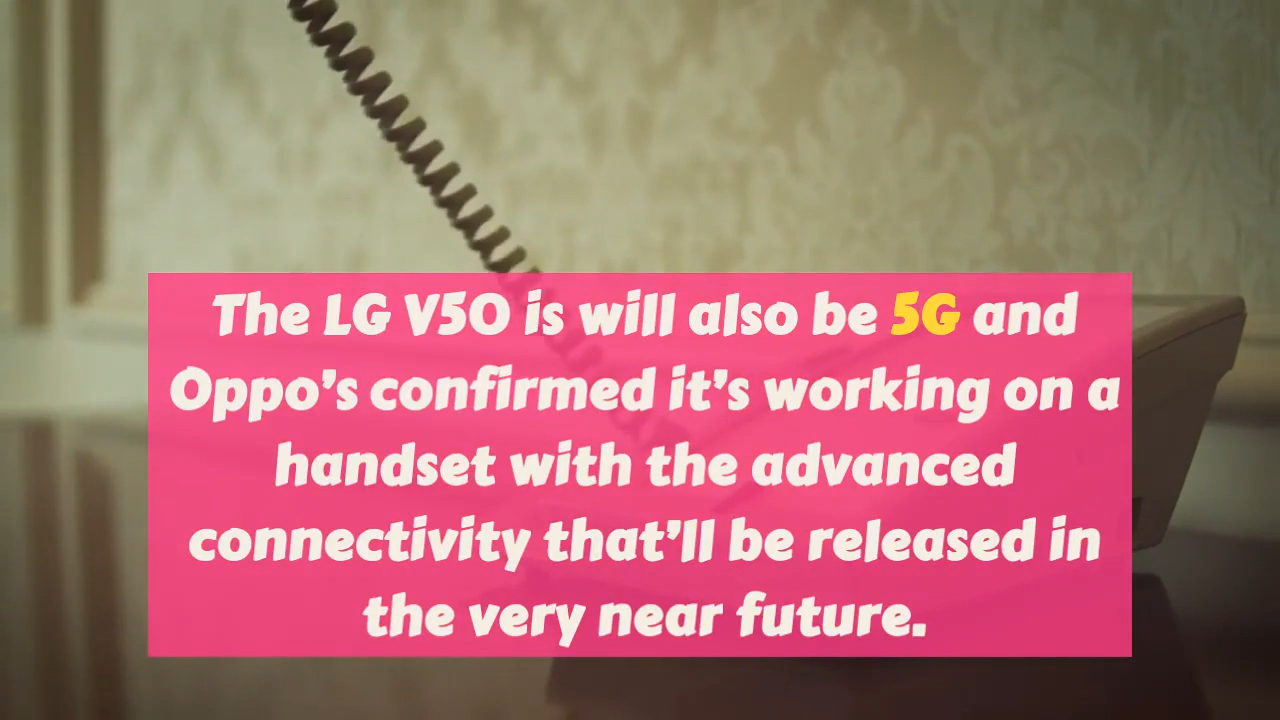 The LG V50 is will also be 5G and
Oppo's confirmed it's working on a
handset with the advanced
connectivity that'll be released in
the very near future.